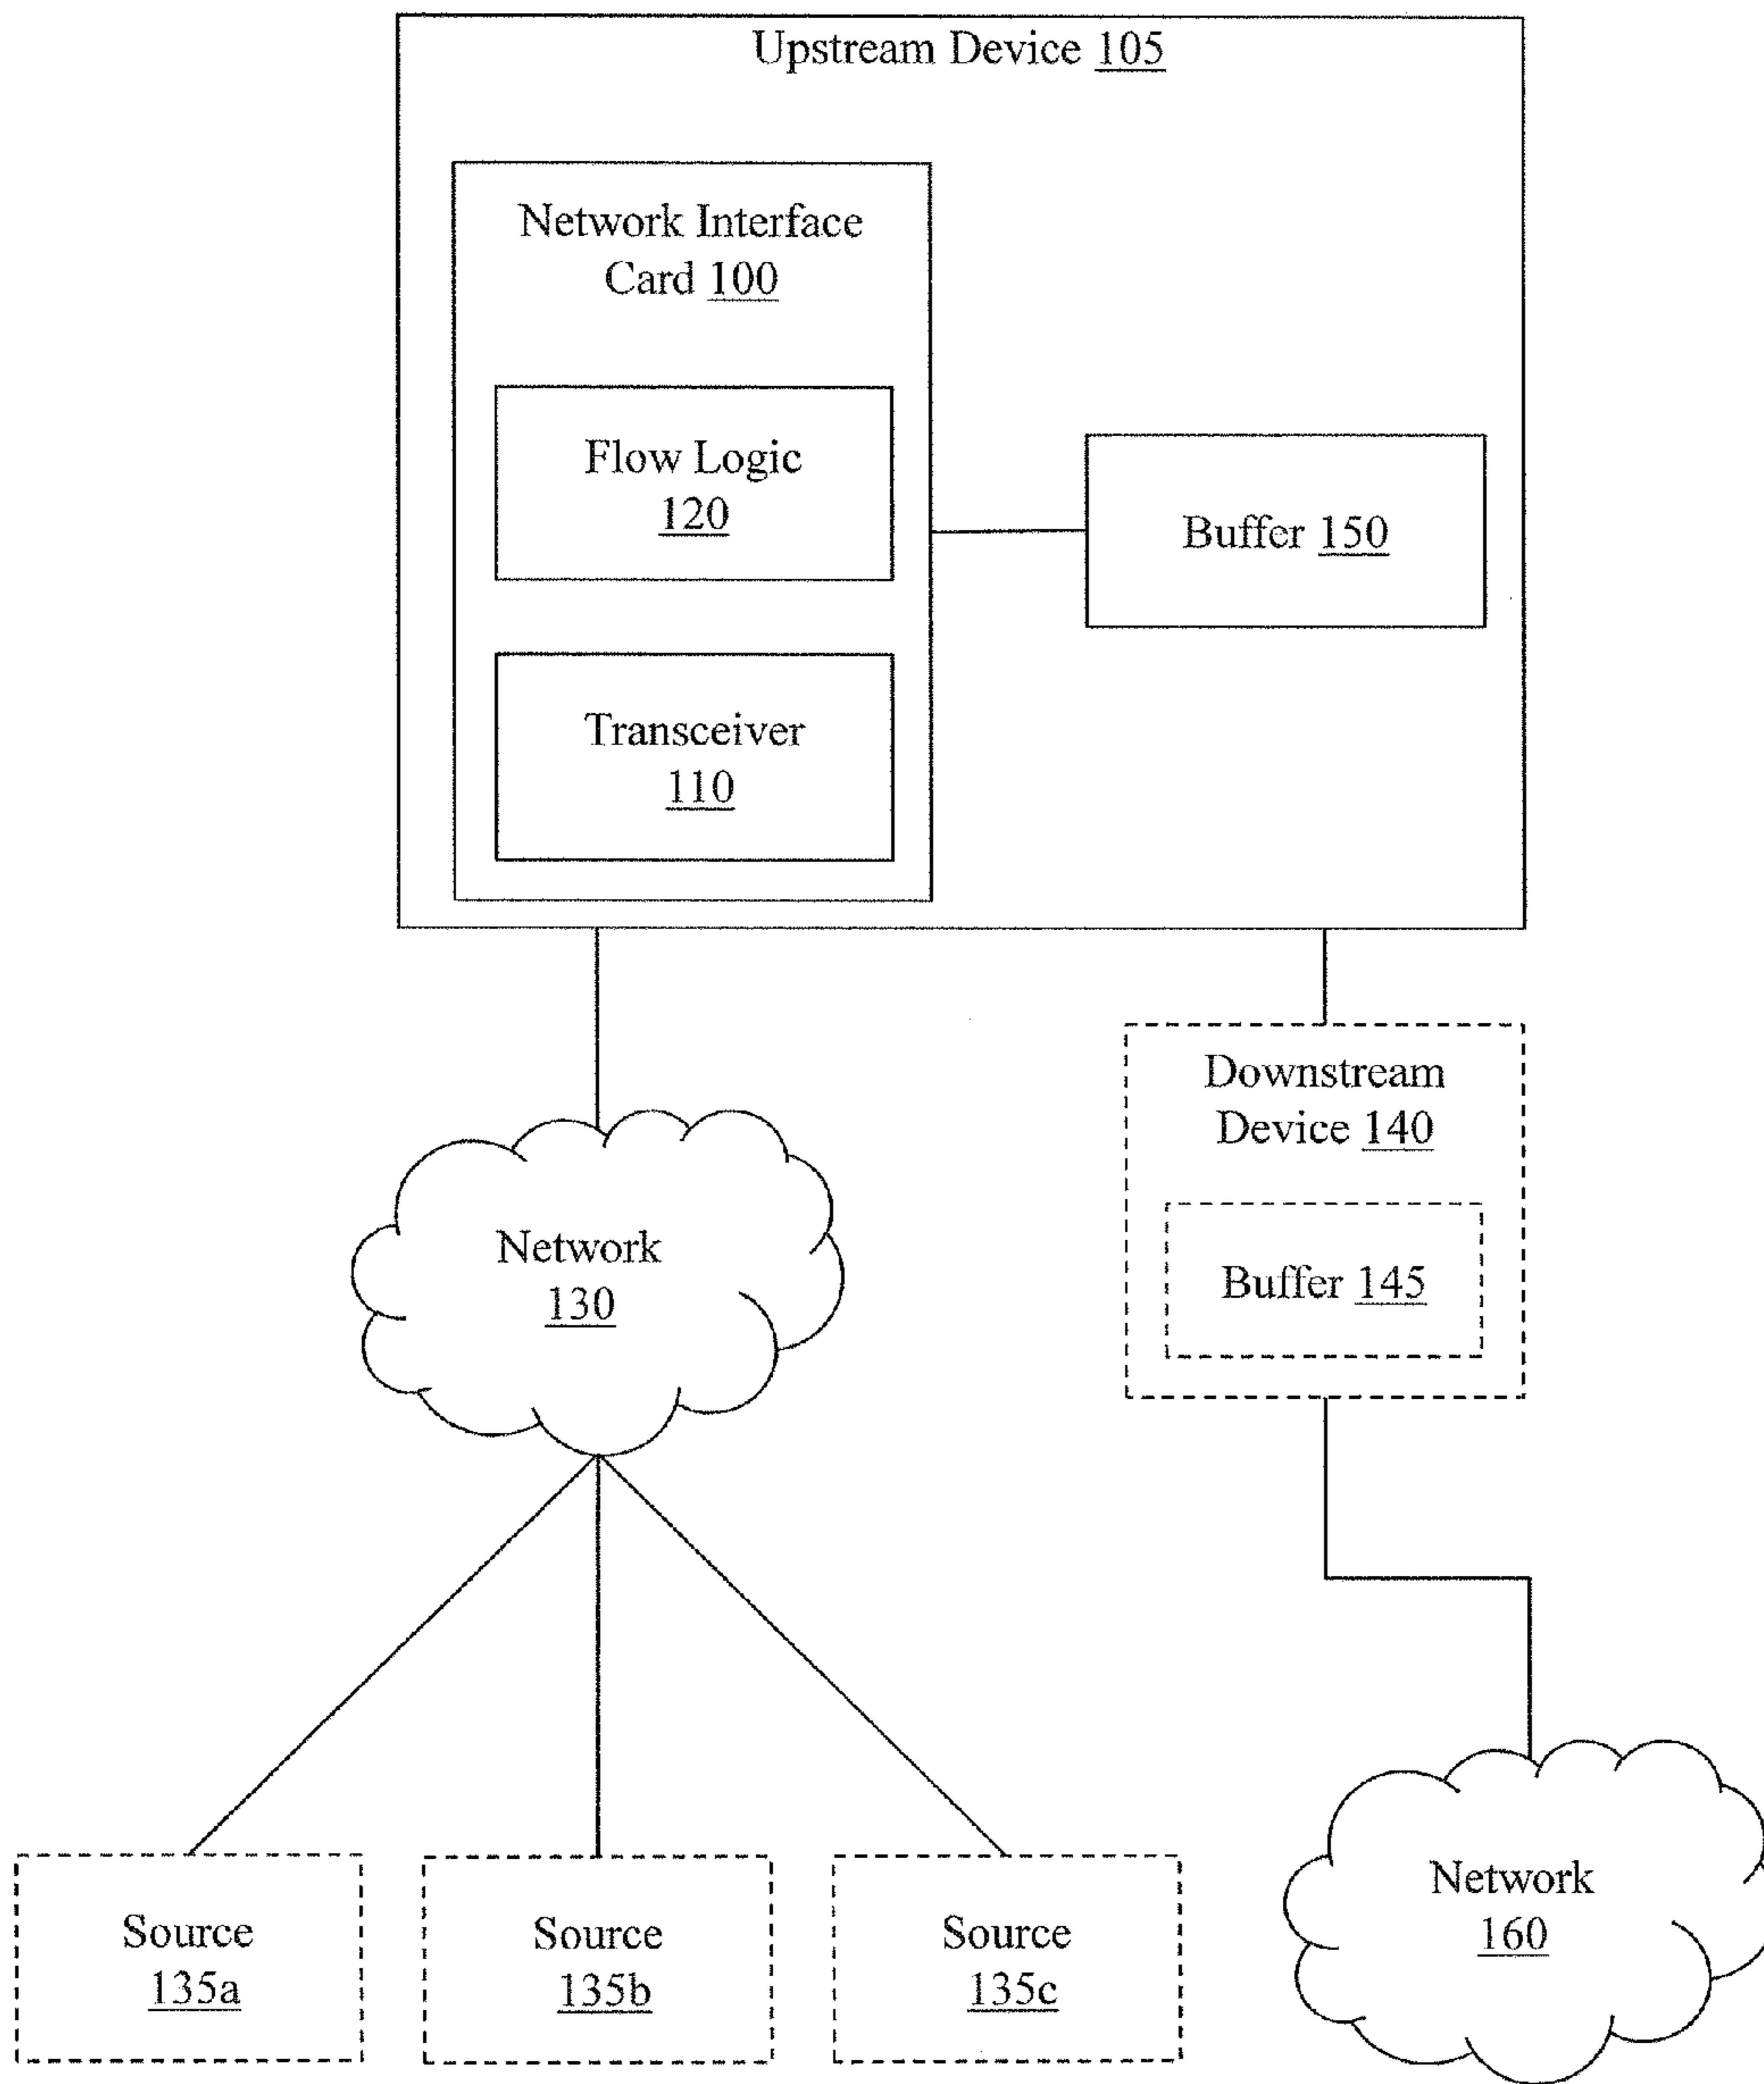 Upstream Device 105
Network Interface
Card 100
Flow Logic
120
Buffer 150
Transceiver
110
Downstream
Device 140
Network
130
Buffer 145
Source
135a
Source
135b
Source
135c
Network
160